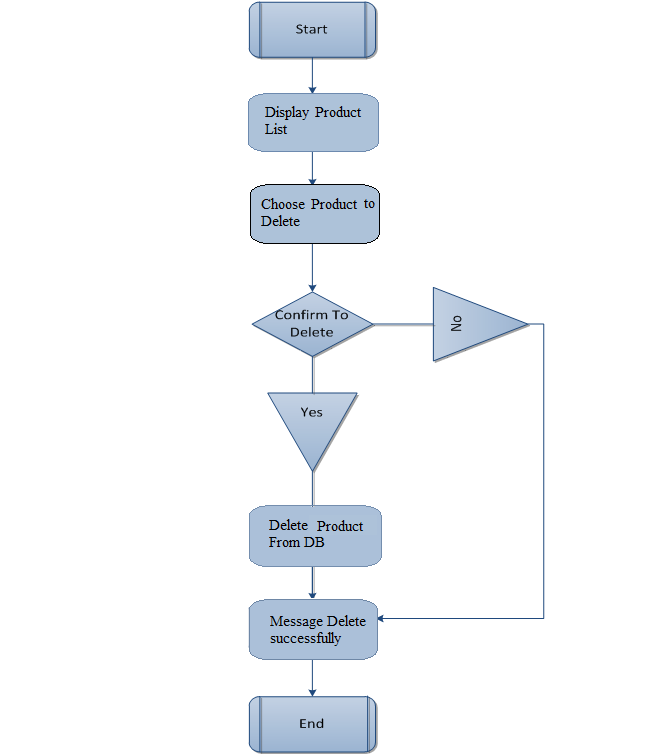 Start
Display Product
List
Choose Product to
Delete
Confirm To
Delete
No
Yes
Delete Product
From DB
Message Delete
successfully
End